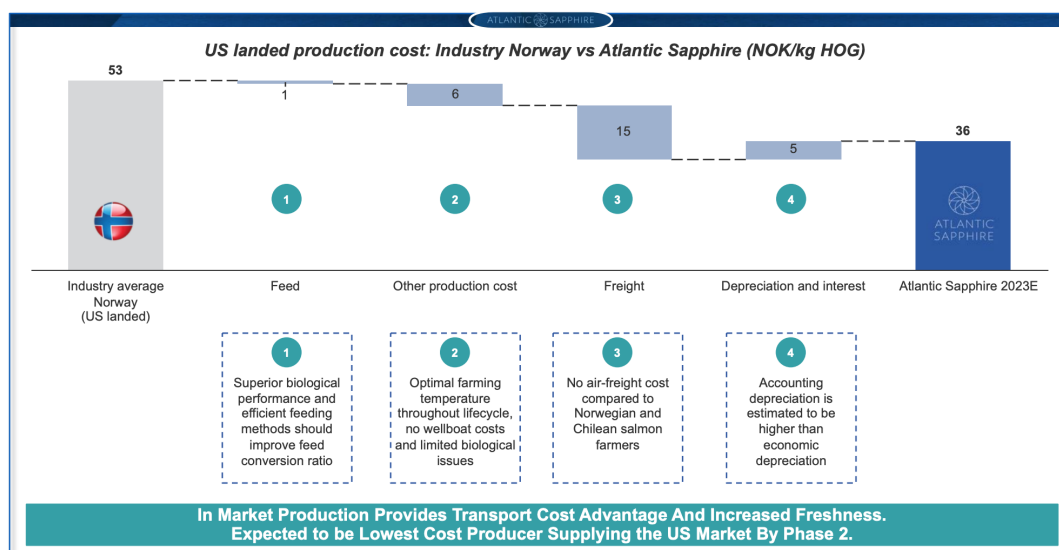 ATLANTIC SAPPHIRE
US landed production cost: Industry Norway vs Atlantic Sapphire (NOK/kg HOG)
53
1
6
15
5
36
ATLANTIC
SAPPHIRE
1
2
3
4
Industry average
Norway
(US landed)
Feed
Other production cost
Freight
Depreciation and interest
Atlantic Sapphire 2023E
1
Superior biological
performance and
efficient feeding
methods should
improve feed
conversion ratio
2
Optimal farming
temperature
throughout lifecycle,
no wellboat costs
and limited biological
issues
3
No air-freight cost
compared to
Norwegian and
Chilean salmon
farmers
4
Accounting
depreciation is
estimated to be
higher than
economic
depreciation
In Market Production Provides Transport Cost Advantage And Increased Freshness.
Expected to be Lowest Cost Producer Supplying the US Market By Phase 2.